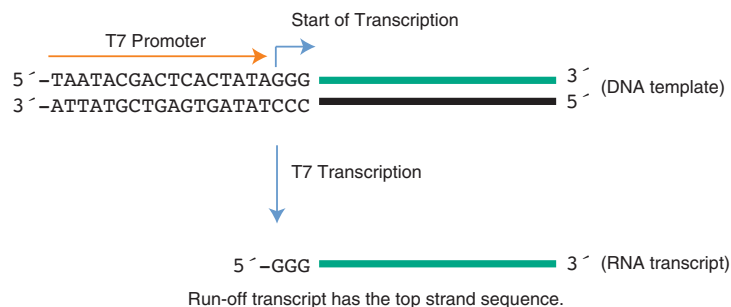 Start of Transcription
T7 Promoter
5´-TAATACGACTCACTATAGGG 3´ (DNA template)
3´-ATTATGCTGAGTGATATCCC 5´
T7 Transcription
5´-GGG 3´ (RNA transcript)
Run-off transcript has the top strand sequence.